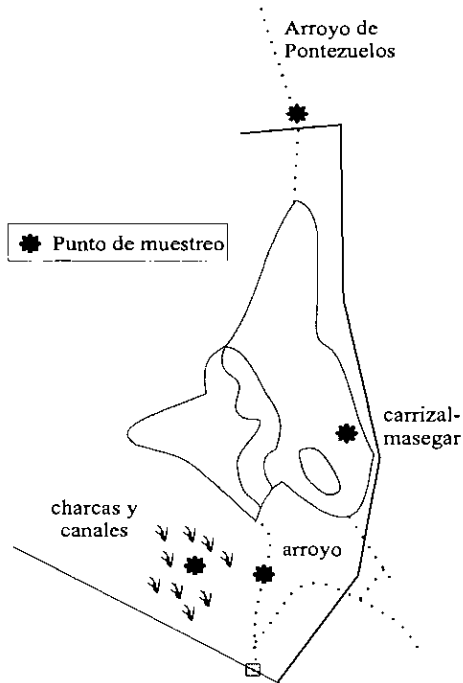 Arroyo de
Pontezuelos
Punto de muestreo
carrizal-
masegar
charcas y
canales
arroyo